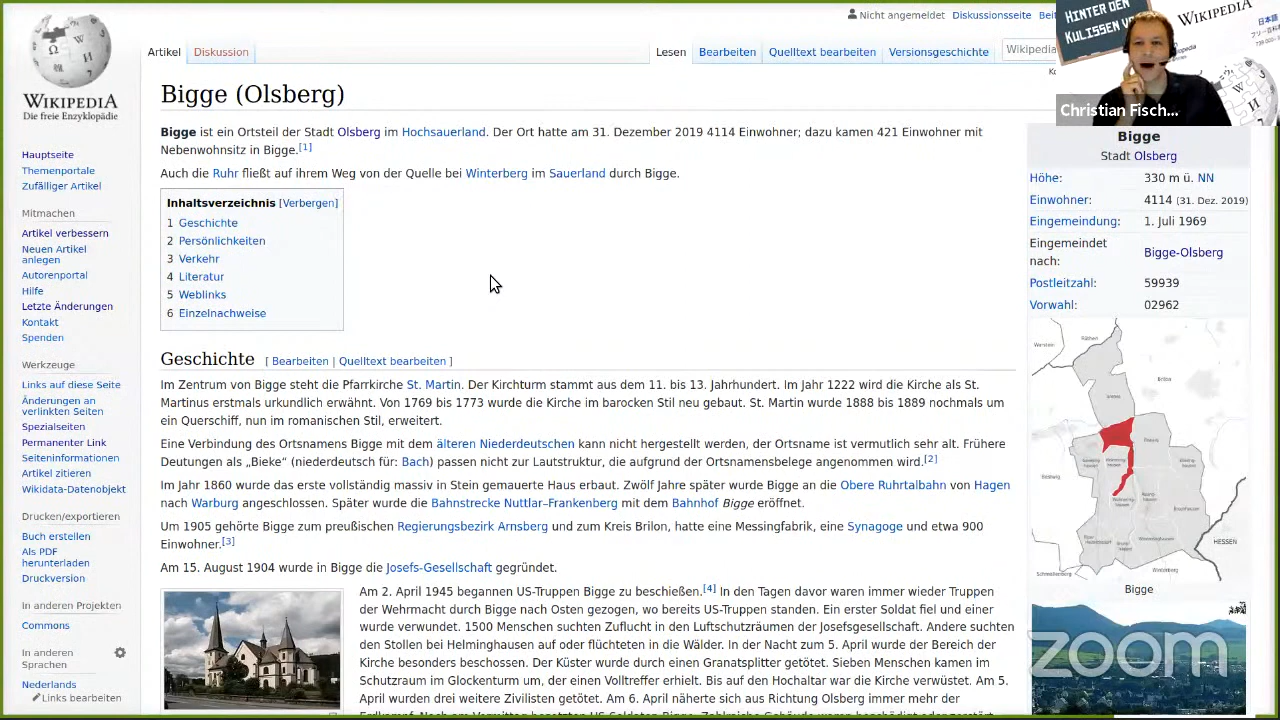 Nicht angemeldet Diskussionsseite Bei
WIKIPEDIA
Die freie Enzyklopädie
Artikel Diskussion Lesen Bearbeiten Quelltext bearbeiten Versionsgeschichte Wikipedia
HINTER DEN
KULISSEN VO
WIKIPEDIA
Christian Fisch...
Bigge (Olsberg)
Bigge ist ein Ortsteil der Stadt Olsberg im Hochsauerland. Der Ort hatte am 31. Dezember 2019 4114 Einwohner; dazu kamen 421 Einwohner mit
Nebenwohnsitz in Bigge.[1]
Auch die Ruhr fließt auf ihrem Weg von der Quelle bei Winterberg im Sauerland durch Bigge.
Inhaltsverzeichnis [Verbergen]
1 Geschichte
2 Persönlichkeiten
3 Verkehr
4 Literatur
5 Weblinks
6 Einzelnachweise
Geschichte [ Bearbeiten | Quelltext bearbeiten ]
Im Zentrum von Bigge steht die Pfarrkirche St. Martin. Der Kirchturm stammt aus dem 11. bis 13. Jahrhundert. Im Jahr 1222 wird die Kirche als St.
Martinus erstmals urkundlich erwähnt. Von 1769 bis 1773 wurde die Kirche im barocken Stil neu gebaut. St. Martin wurde 1888 bis 1889 nochmals um
ein Querschiff, nun im romanischen Stil, erweitert.
Eine Verbindung des Ortsnamens Bigge mit dem älteren Niederdeutschen kann nicht hergestellt werden, der Ortsname ist vermutlich sehr alt. Frühere
Deutungen als „Bieke“ (niederdeutsch für: Bach) passen nicht zur Lautstruktur, die aufgrund der Ortsnamensbelege angenommen wird.[2]
Im Jahr 1860 wurde das erste vollständig massiv in Stein gemauerte Haus erbaut. Zwölf Jahre später wurde Bigge an die Obere Ruhrtalbahn von Hagen
nach Warburg angeschlossen. Später wurde die Bahnstrecke Nuttlar–Frankenberg mit dem Bahnhof Bigge eröffnet.
Um 1905 gehörte Bigge zum preußischen Regierungsbezirk Arnsberg und zum Kreis Brilon, hatte eine Messingfabrik, eine Synagoge und etwa 900
Einwohner.[3]
Am 15. August 1904 wurde in Bigge die Josefs-Gesellschaft gegründet.
Am 2. April 1945 begannen US-Truppen Bigge zu beschießen.[4] In den Tagen davor waren immer wieder Truppen
der Wehrmacht durch Bigge nach Osten gezogen, wo bereits US-Truppen standen. Ein erster Soldat fiel und einer
wurde verwundet. 1500 Menschen suchten Zuflucht in den Luftschutzräumen der Josefsgesellschaft. Andere suchten
den Stollen bei Helminghausen auf oder flüchteten in die Wälder. In der Nacht zum 5. April wurde der Bereich der
Kirche besonders beschossen. Der Küster wurde durch einen Granatsplitter getötet. Sieben Menschen kamen im
Schutzraum im Glockenturm um, der einen Volltreffer erhielt. Bis auf den Hochaltar war die Kirche verwüstet. Am 5.
April wurden drei weitere Zivilisten getötet. Am 6. April näherte sich aus Richtung Olsberg immer mehr der
Hauptseite
Themenportale
Zufälliger Artikel
Mitmachen
Artikel verbessern
Neuen Artikel
anlegen
Autorenportal
Hilfe
Letzte Änderungen
Kontakt
Spenden
Werkzeuge
Links auf diese Seite
Änderungen an
verlinkten Seiten
Spezialseiten
Permanenter Link
Seiteninformationen
Artikel zitieren
Wikidata-Datenobjekt
Drucken/exportieren
Buch erstellen
Als PDF
herunterladen
Druckversion
In anderen Projekten
Commons
In anderen
Sprachen
Nederlands
Links bearbeiten
Bigge
Stadt Olsberg
Höhe: 330 m ü. NN
Einwohner: 4114 (31. Dez. 2019)
Eingemeindung: 1. Juli 1969
Eingemeindet
nach: Bigge-Olsberg
Postleitzahl: 59939
Vorwahl: 02962
Brilon
HESSEN
Schmallenberg
Winterberg
Bigge
zoom